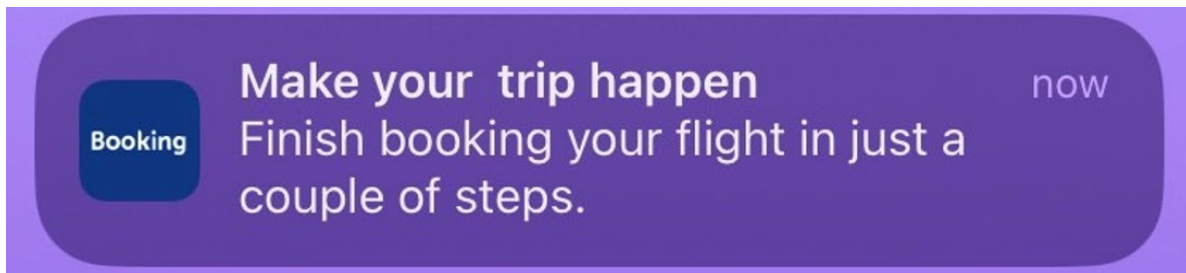 Booking
Make your  trip happen
now
Finish booking your flight in just a
couple of steps.